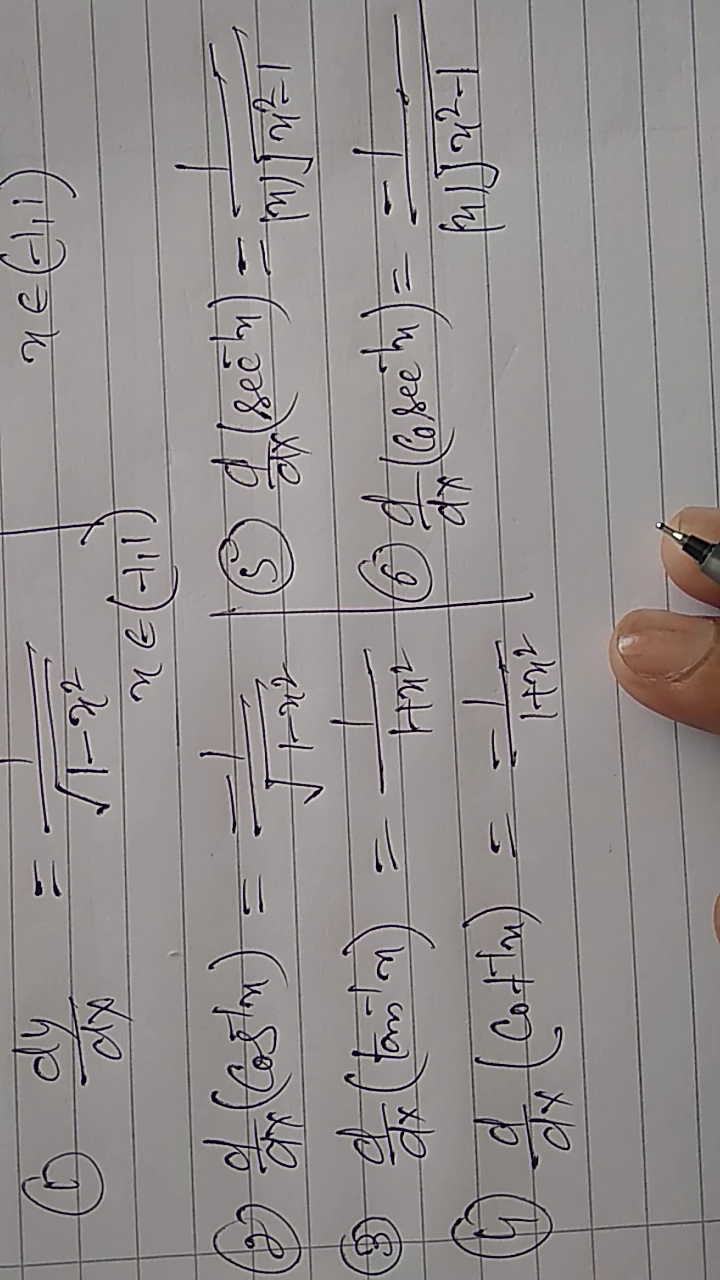 x ∈ (-1,1)
① dy/dx = 1/√(1-x²)
x ∈ (-1,1)
② d/dx (cos⁻¹x) = -1/√(1-x²)
③ d/dx (tan⁻¹x) = 1/(1+x²)
④ d/dx (cot⁻¹x) = -1/(1+x²)
⑤ d/dx (sec⁻¹x) = 1/(|x|√(x²-1))
⑥ d/dx (cosec⁻¹x) = -1/(|x|√(x²-1))